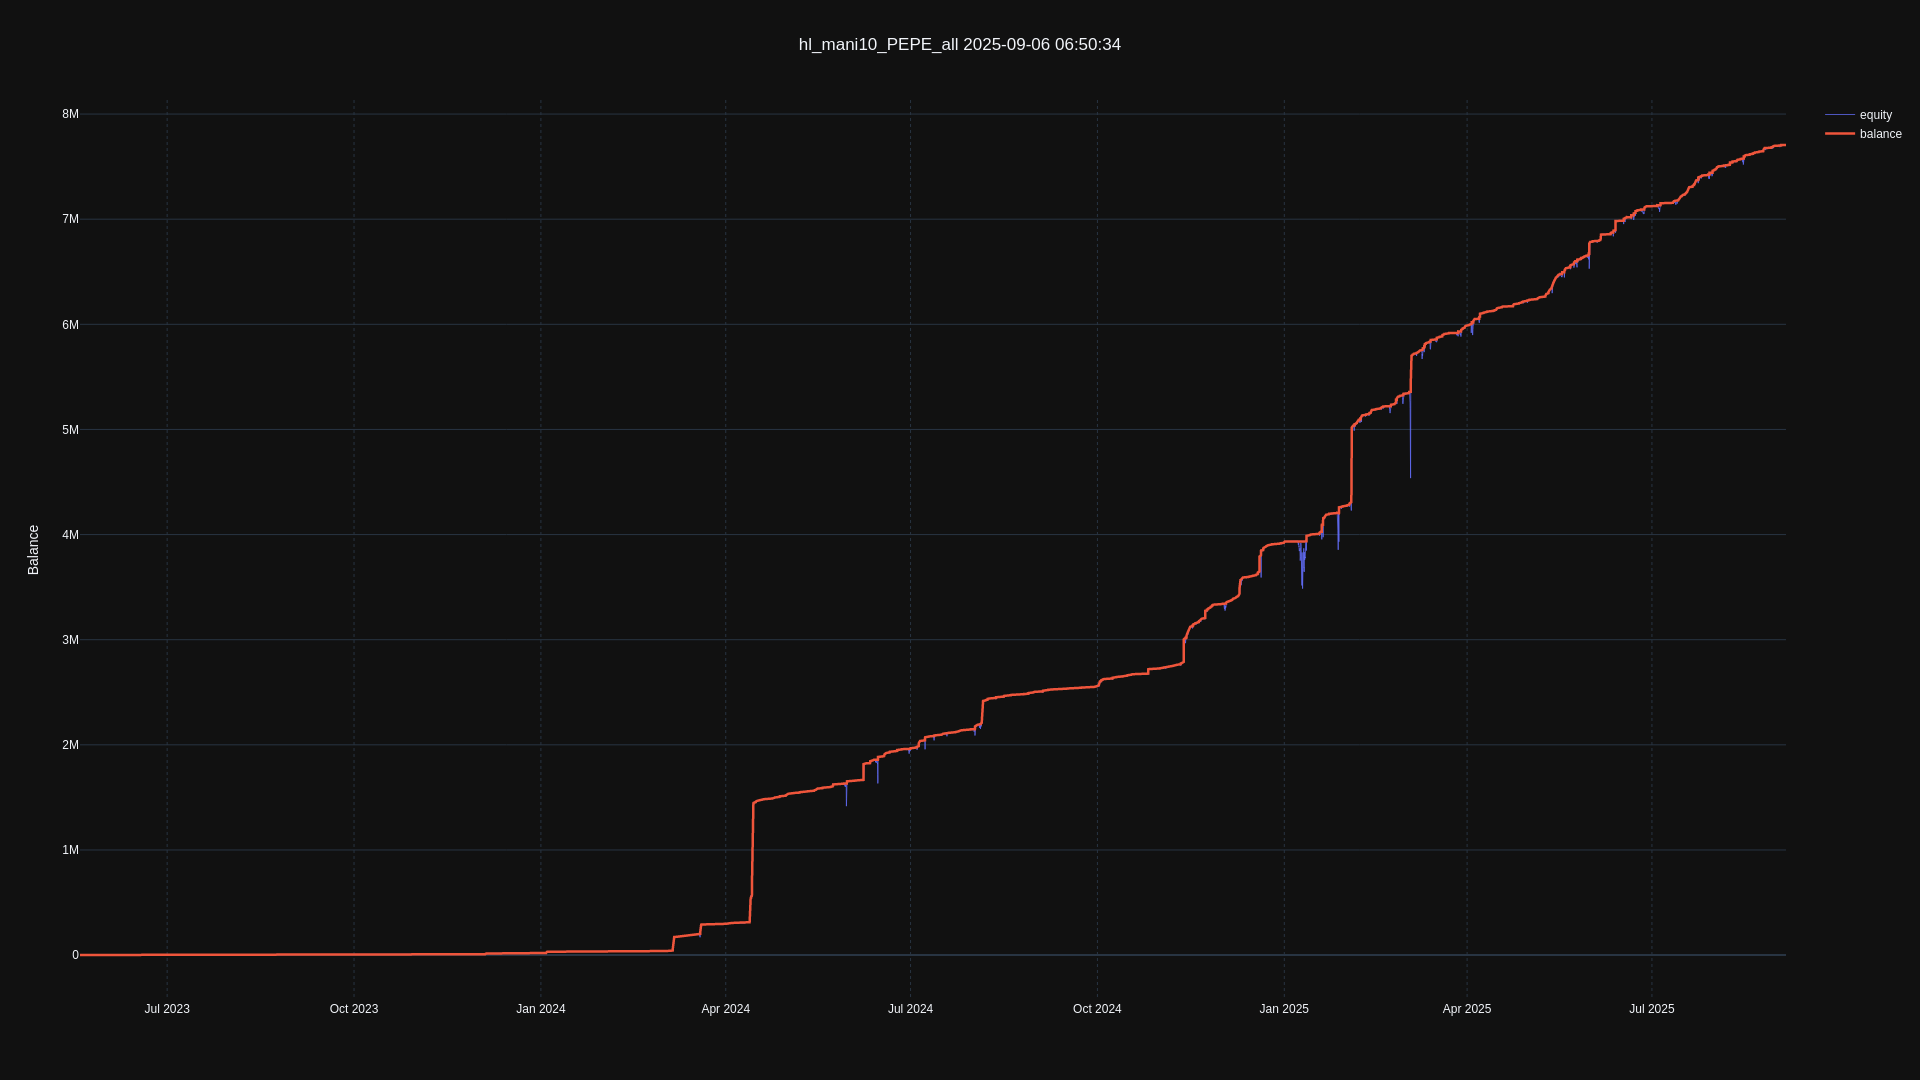 hl_mani10_PEPE_all 2025-09-06 06:50:34
equity
balance
8M
7M
6M
5M
4M
3M
2M
1M
0
Balance
Jul 2023
Oct 2023
Jan 2024
Apr 2024
Jul 2024
Oct 2024
Jan 2025
Apr 2025
Jul 2025